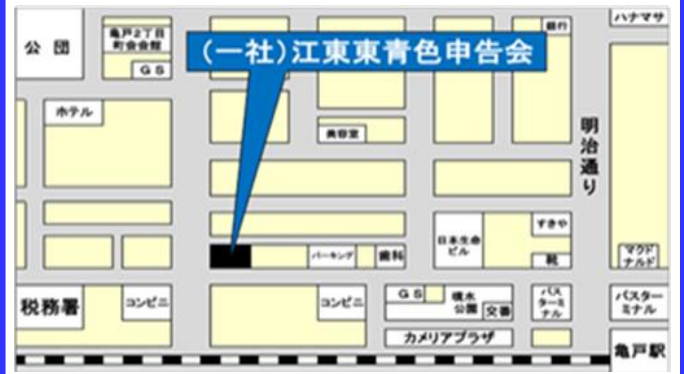 公団
亀戸2丁目
町会会館
GS
(一社)江東東青色申告会
銀行
ハナマサ
ホテル
美容室
明治通り
パーキング
歯科
日本生命
ビル
すきや
靴
マクド
ナルド
税務署
コンビニ
コンビニ
GS
積水
公園
交番
バス
ターミ
ナル
バスター
ミナル
カメリアプラザ
亀戸駅